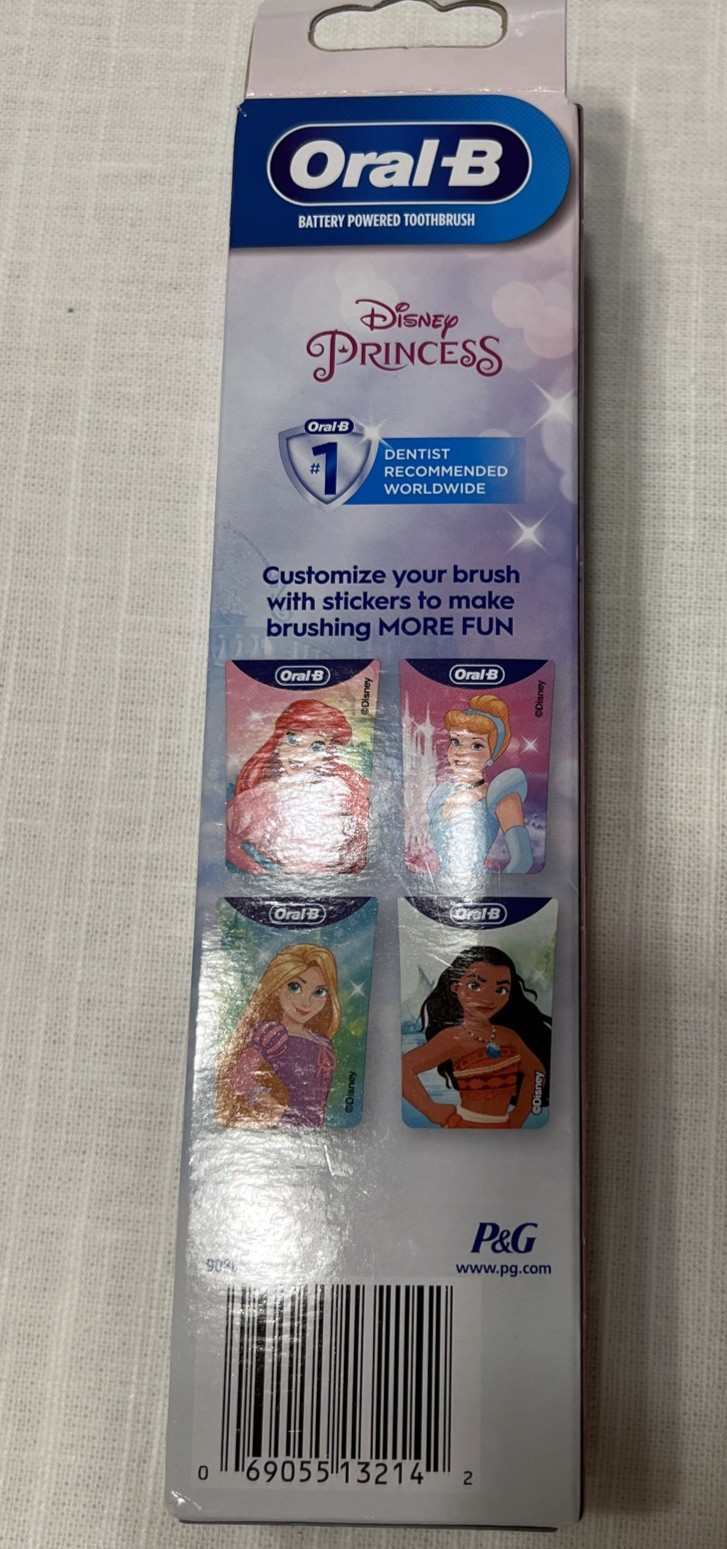 Oral-B
BATTERY POWERED TOOTHBRUSH
Disney
PRINCESS
Oral-B
#1
DENTIST
RECOMMENDED
WORLDWIDE
Customize your brush
with stickers to make
brushing MORE FUN
Oral-B
©Disney
Oral-B
©Disney
Oral-B
©Disney
Oral-B
©Disney
P&G
www.pg.com
0 69055 13214 2